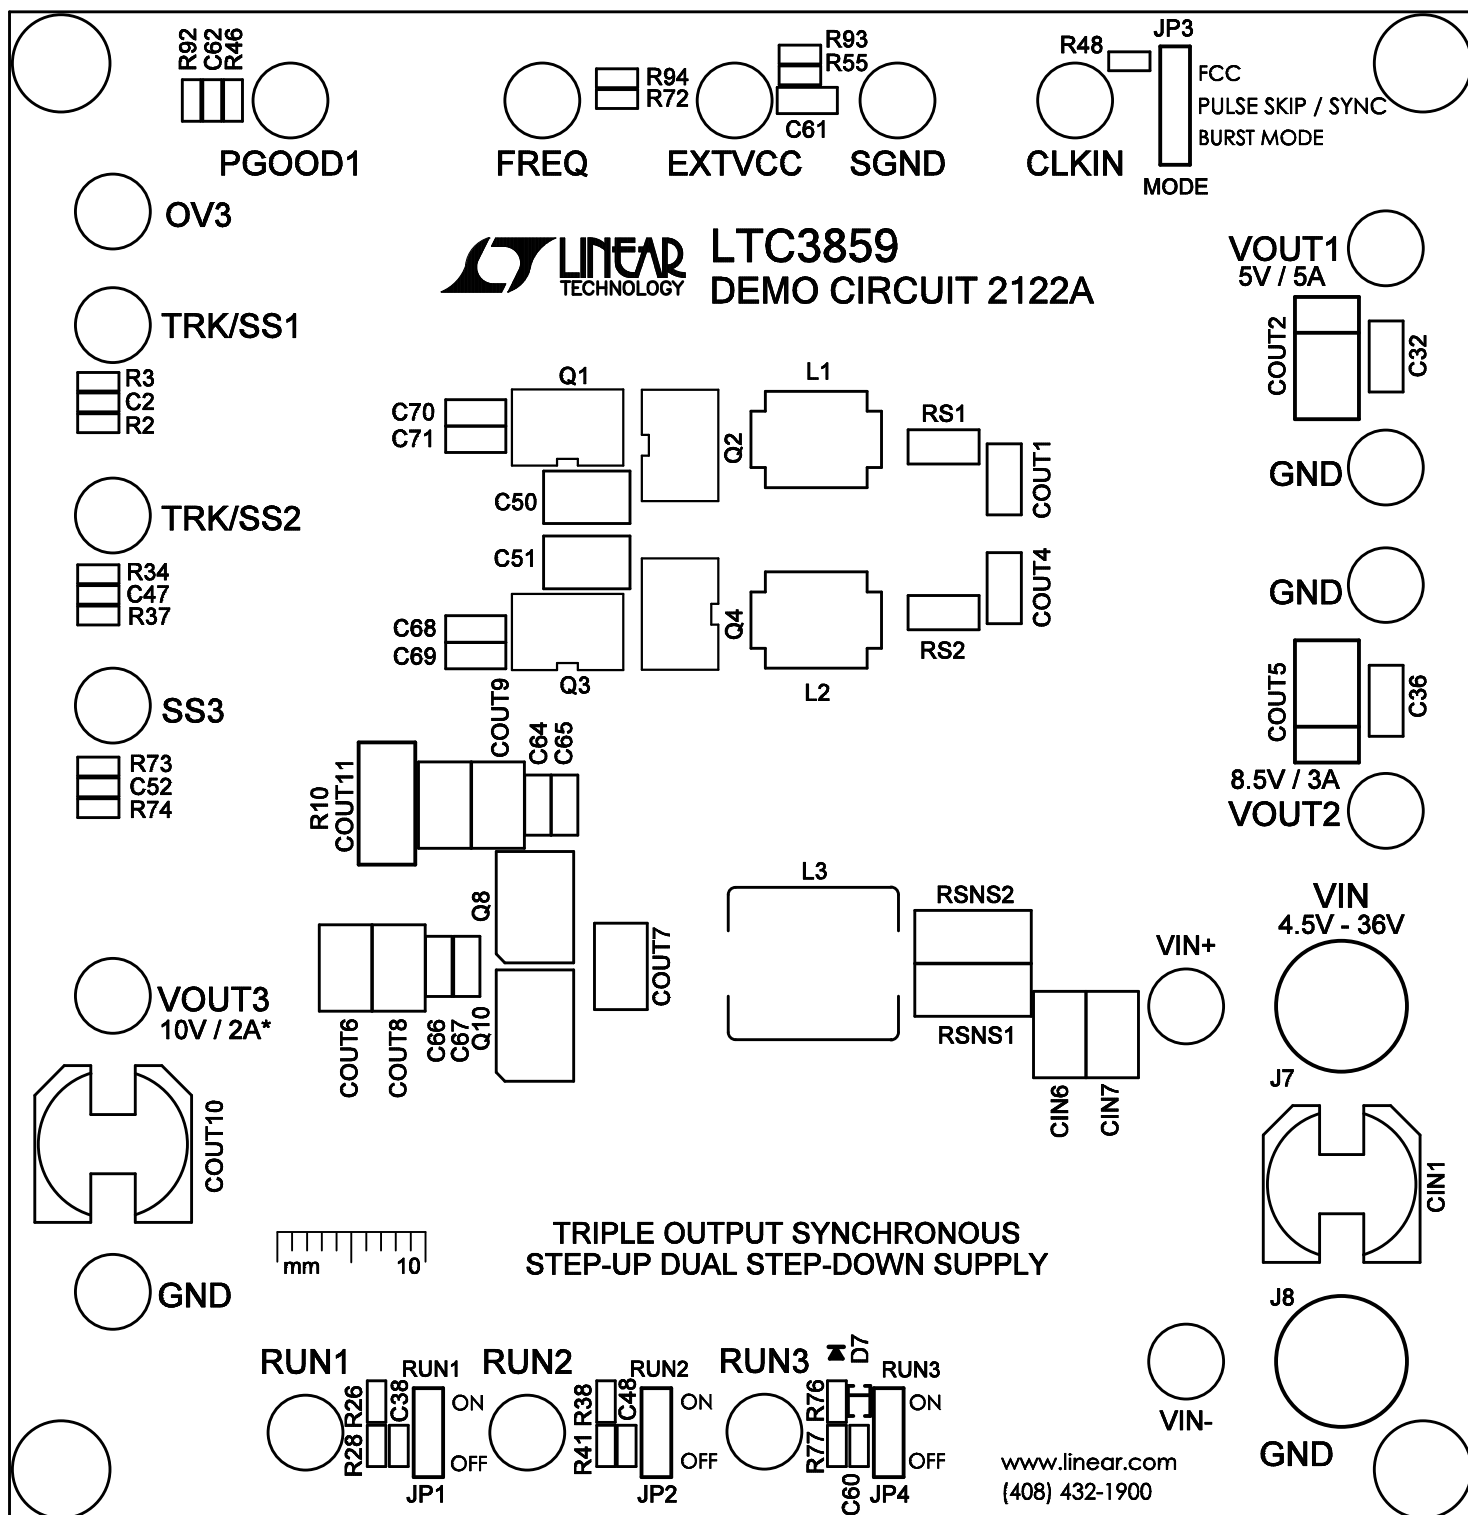 R92
C62
R46
PGOOD1
FREQ
R94
R72
EXTVCC
R93
R55
C61
SGND
CLKIN
R48
JP3
FCC
PULSE SKIP / SYNC
BURST MODE
MODE
OV3
LINEAR
TECHNOLOGY
LTC3859
DEMO CIRCUIT 2122A
VOUT1
5V / 5A
COUT2
C32
TRK/SS1
R3
C2
R2
C70
C71
Q1
Q2
L1
RS1
COUT1
GND
C50
TRK/SS2
R34
C47
R37
C51
C68
C69
Q3
Q4
L2
RS2
COUT4
GND
COUT5
C36
8.5V / 3A
VOUT2
SS3
R73
C52
R74
R10
COUT11
COUT9
C64
C65
Q8
L3
RSNS2
RSNS1
COUT7
VIN
4.5V - 36V
VIN+
J7
VOUT3
10V / 2A*
COUT6
COUT8
C66
C67
Q10
CIN6
CIN7
COUT10
CIN1
mm 10
TRIPLE OUTPUT SYNCHRONOUS
STEP-UP DUAL STEP-DOWN SUPPLY
GND
J8
RUN1
R26
R28
C38
RUN1
ON
OFF
JP1
RUN2
R38
R41
C48
RUN2
ON
OFF
JP2
RUN3
D7
R76
R77
C60
RUN3
ON
OFF
JP4
VIN-
GND
www.linear.com
(408) 432-1900